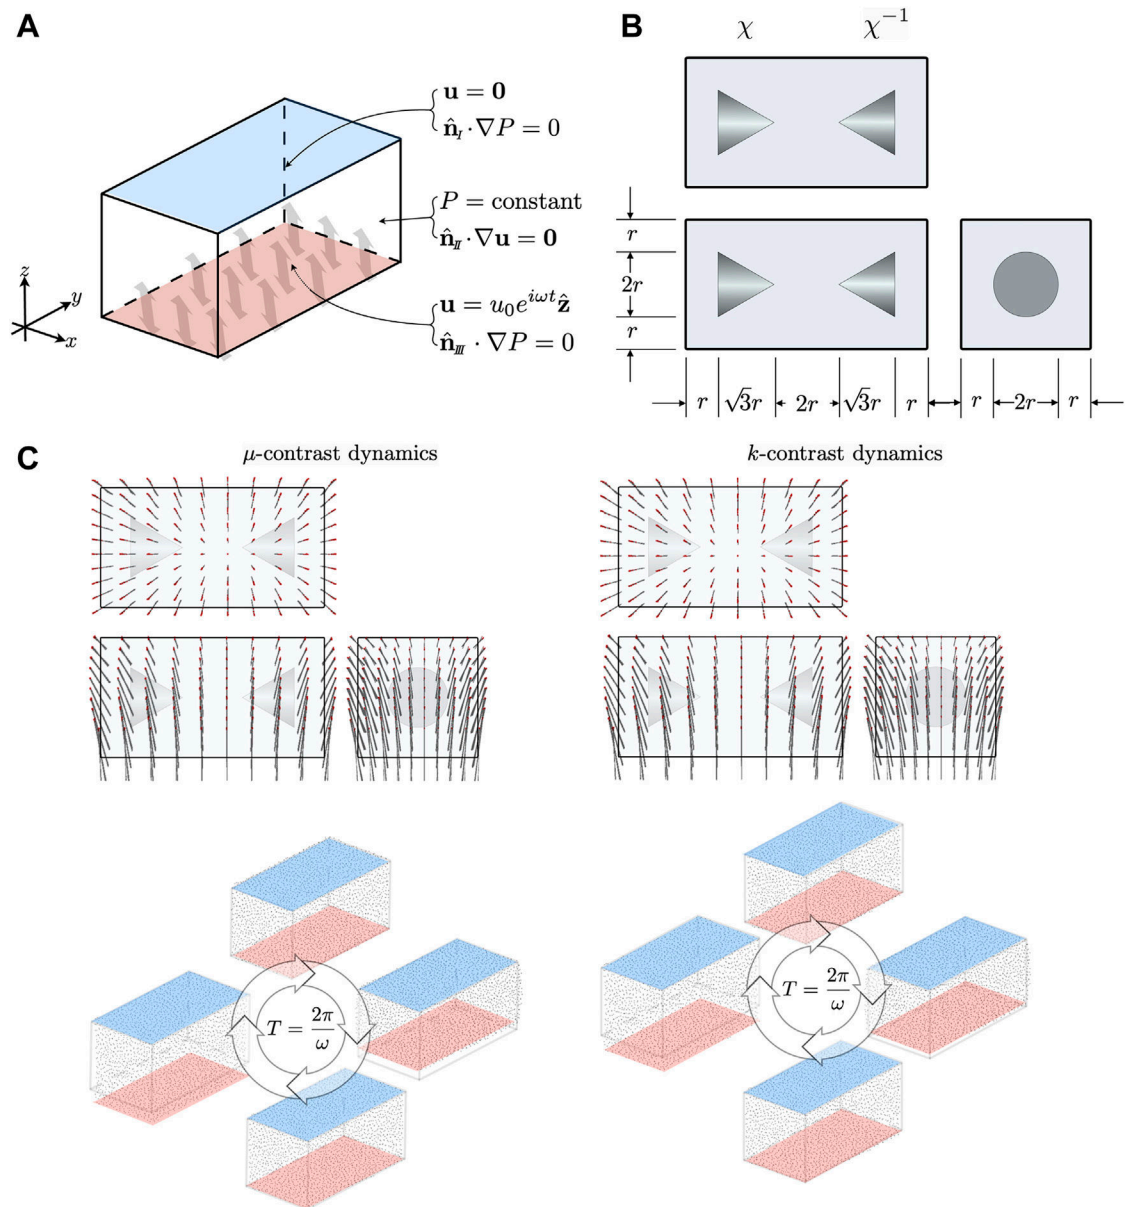 A
u = 0
n̂_I · ∇P = 0
P = constant
n̂_II · ∇u = 0
u = u₀e^{iωt}ẑ
n̂_III · ∇P = 0
z
y
x
B
χ χ⁻¹
r
2r
r
r √3r 2r √3r r r 2r r
C
μ-contrast dynamics k-contrast dynamics
T = 2π/ω T = 2π/ω